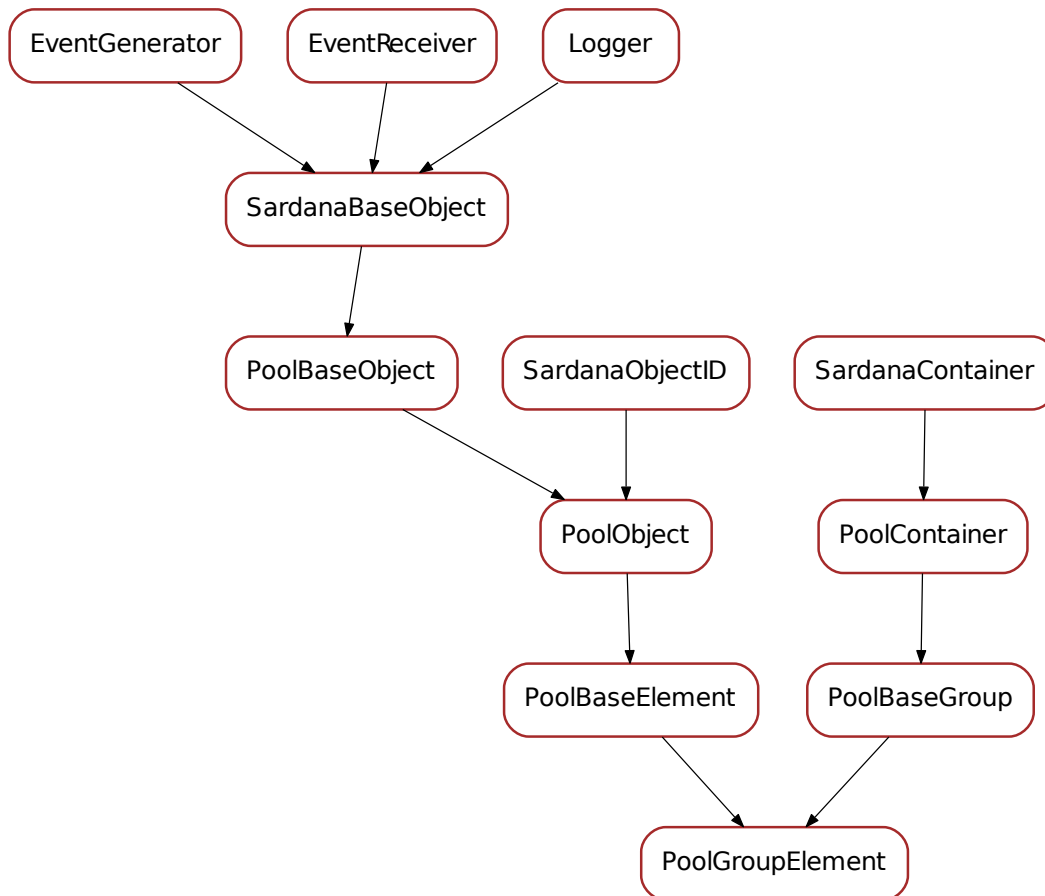 EventGenerator
EventReceiver
Logger
SardanaBaseObject
PoolBaseObject
SardanaObjectID
SardanaContainer
PoolObject
PoolContainer
PoolBaseElement
PoolBaseGroup
PoolGroupElement